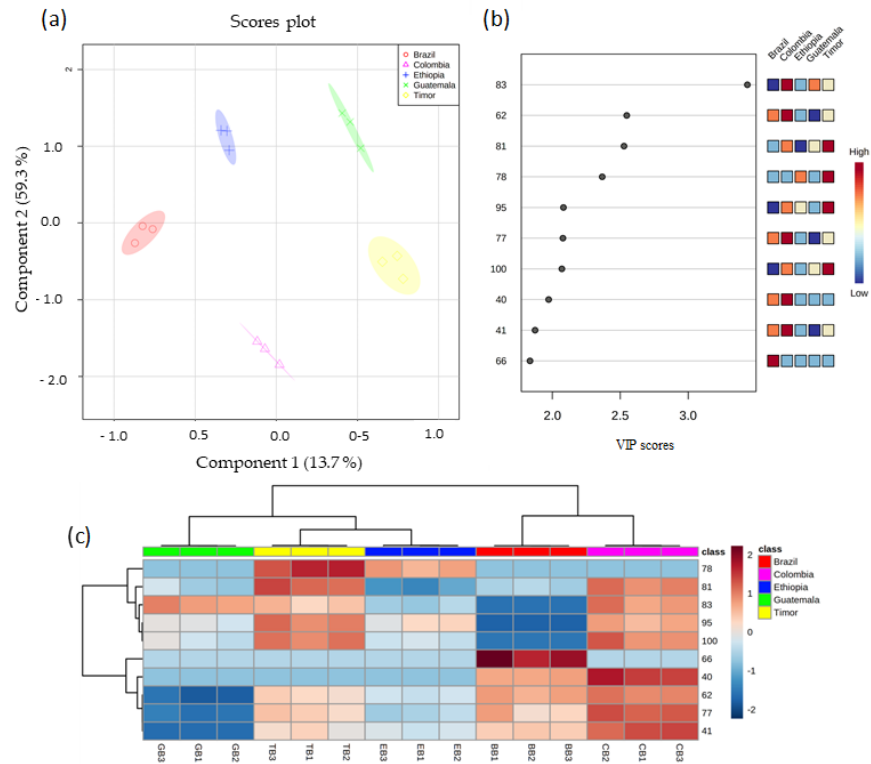 (a)
Scores plot
Brazil
Colombia
Ethiopia
Guatemala
Timor
2
1.0
0.0
- 1.0
- 2.0
Component 2 (59.3 %)
- 1.0
0-5
0.0
0-5
1.0
Component 1 (13.7 %)
(b)
Brazil
Colombia
Ethiopia
Guatemala
Timor
83
62
81
78
95
77
100
40
41
66
High
Low
2.0
2.5
3.0
VIP scores
(c)
class
78
81
83
95
100
66
40
62
77
41
GB3
GB1
GB2
TB3
TB1
TB2
EB3
EB1
EB2
BB1
BB2
BB3
CB2
CB1
CB3
2
1
0
-1
-2
class
Brazil
Colombia
Ethiopia
Guatemala
Timor